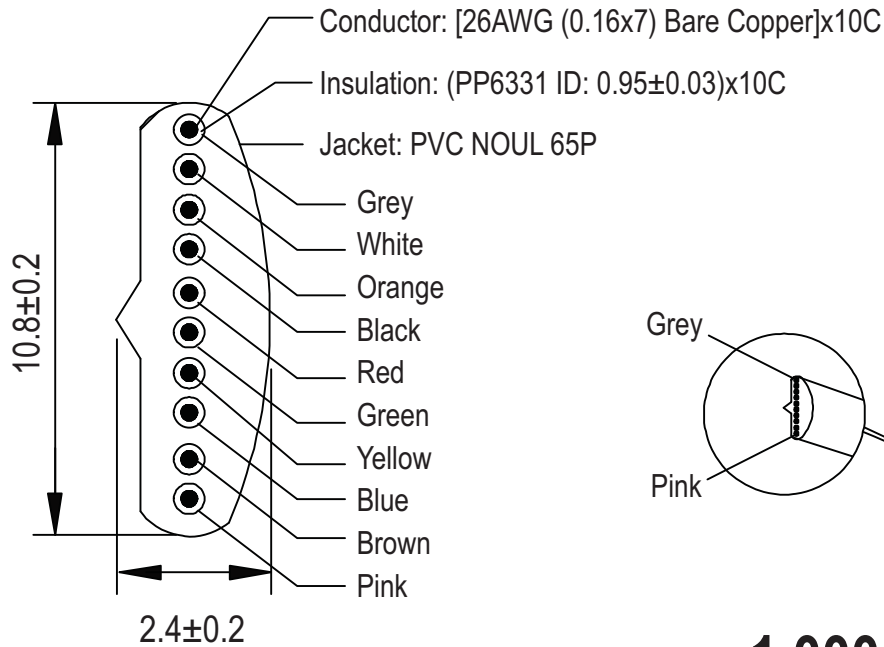 Conductor: [26AWG (0.16x7) Bare Copper]x10C
Insulation: (PP6331 ID: 0.95±0.03)x10C
Jacket: PVC NOUL 65P
Grey
White
Orange
Black
Red
Green
Yellow
Blue
Brown
Pink
10.8±0.2
2.4±0.2
Grey
Pink